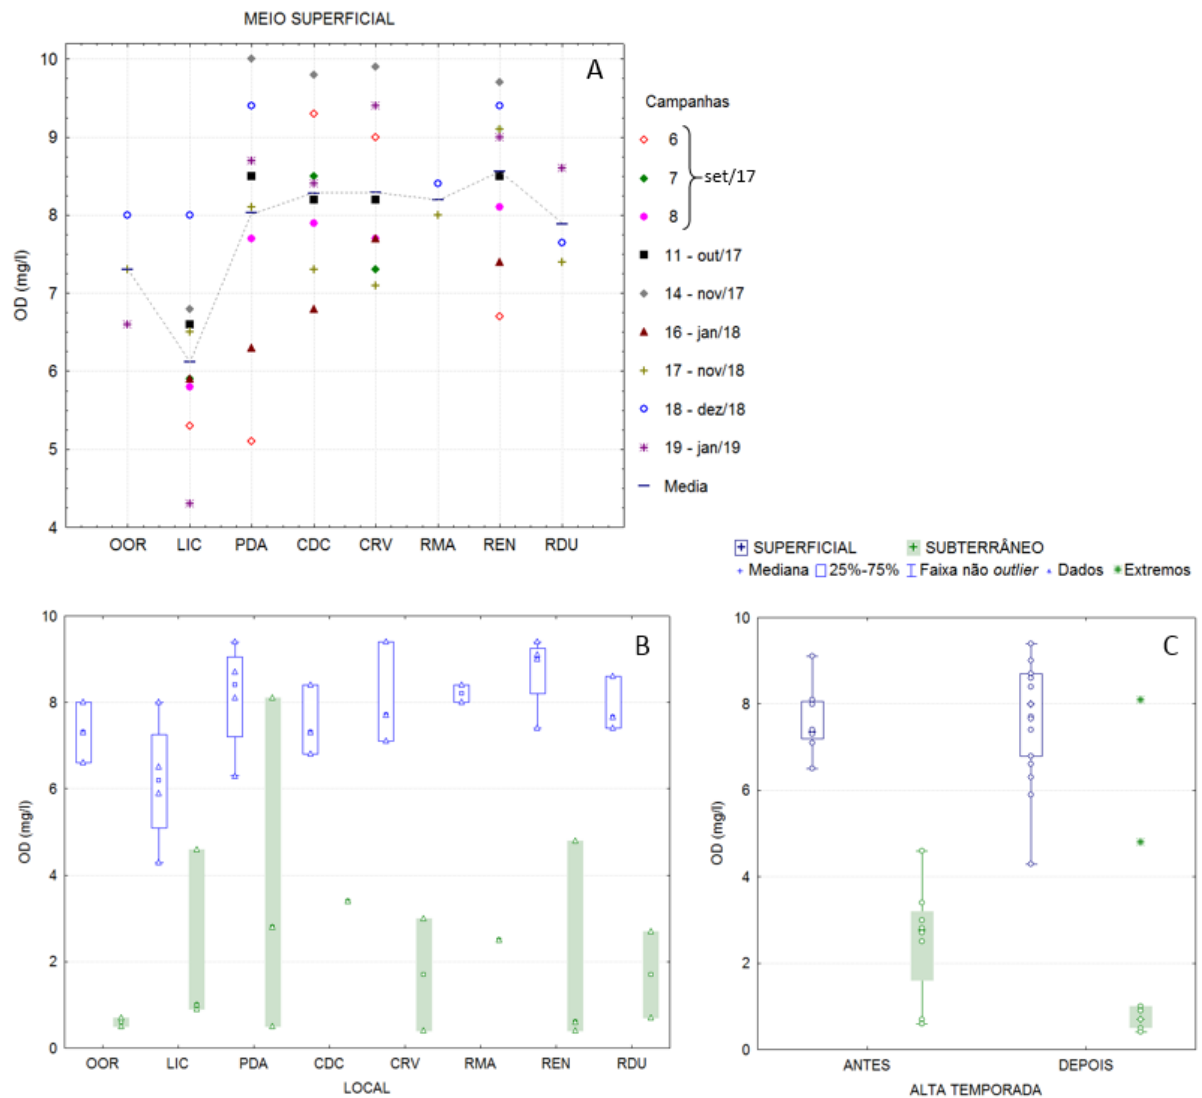 MEIO SUPERFICIAL
A
10
9
8
7
6
5
4
OD (mg/l)
OOR LIC PDA CDC CRV RMA REN RDU
Campanhas
6
7
8
set/17
11 - out/17
14 - nov/17
16 - jan/18
17 - nov/18
18 - dez/18
19 - jan/19
Media
SUPERFICIAL SUBTERRÂNEO
Mediana 25%-75% Faixa não outlier Dados Extremos
B
10
8
6
4
2
0
OD (mg/l)
OOR LIC PDA CDC CRV RMA REN RDU
LOCAL
C
10
8
6
4
2
0
OD (mg/l)
ANTES DEPOIS
ALTA TEMPORADA